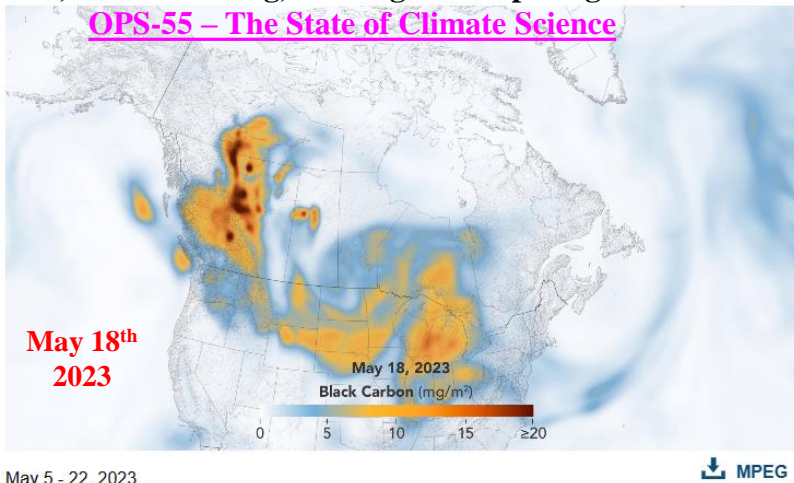 OPS-55 – The State of Climate Science
May 18th
2023
May 18, 2023
Black Carbon (mg/m²)
0 5 10 15 ≥20
May 5 - 22, 2023
MPEG